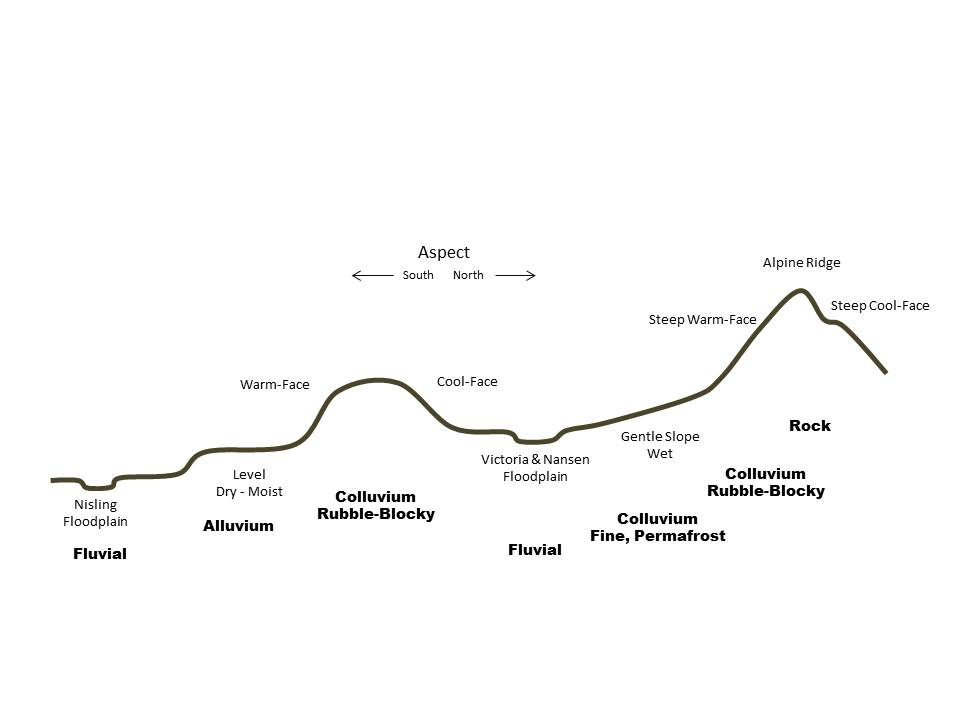 Aspect
South North
Alpine Ridge
Steep Cool-Face
Steep Warm-Face
Warm-Face
Cool-Face
Rock
Gentle Slope
Wet
Victoria & Nansen
Floodplain
Level
Dry - Moist
Colluvium
Rubble-Blocky
Colluvium
Rubble-Blocky
Nisling
Floodplain
Alluvium
Colluvium
Fine, Permafrost
Fluvial
Fluvial